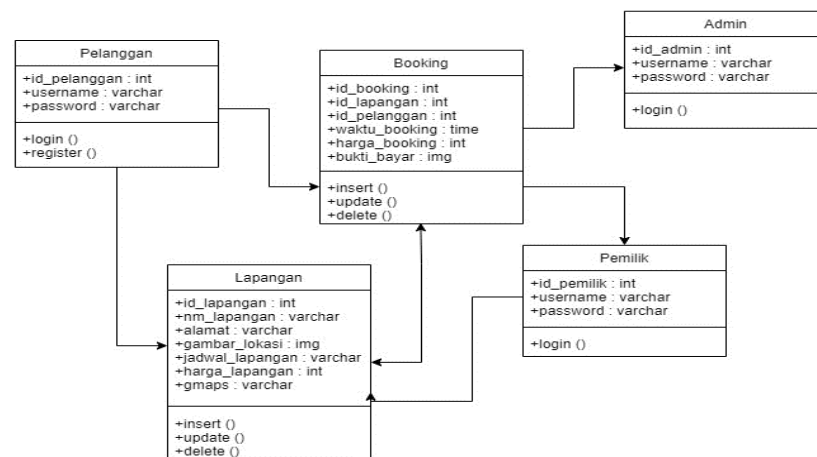 Pelanggan
+id_pelanggan : int
+username : varchar
+password : varchar
+login ()
+register ()
Booking
+id_booking : int
+id_lapangan : int
+id_pelanggan : int
+waktu_booking : time
+harga_booking : int
+bukti_bayar : img
+insert ()
+update ()
+delete ()
Admin
+id_admin : int
+username : varchar
+password : varchar
+login ()
Lapangan
+id_lapangan : int
+nm_lapangan : varchar
+alamat : varchar
+gambar_lokasi : img
+jadwal_lapangan : varchar
+harga_lapangan : int
+gmaps : varchar
+insert ()
+update ()
+delete ()
Pemilik
+id_pemilik : int
+username : varchar
+password : varchar
+login ()